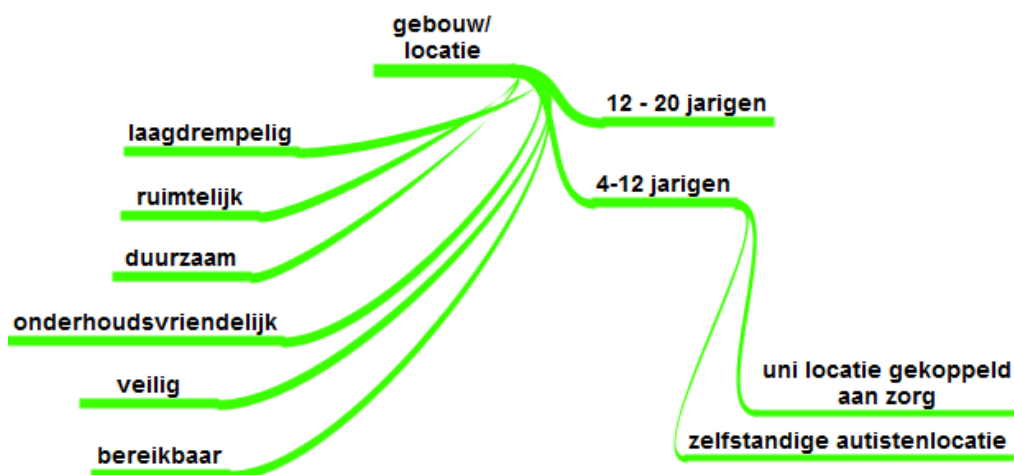 gebouw/
locatie
12 - 20 jarigen
laagdrempelig
4-12 jarigen
ruimtelijk
duurzaam
onderhoudsvriendelijk
veilig
uni locatie gekoppeld
aan zorg
zelfstandige autistenlocatie
bereikbaar